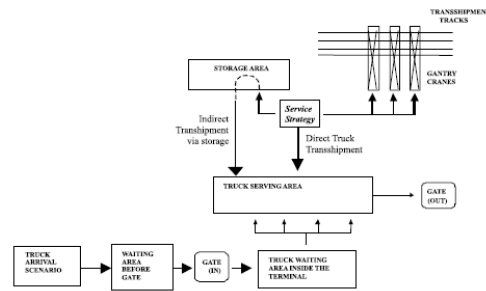 TRANSSHIPMEN
TRACKS
STORAGE AREA
GANTRY
CRANES
Service
Strategy
Indirect
Transhipment
via storage
Direct Truck
Transshipment
TRUCK SERVING AREA
GATE
(OUT)
TRUCK
ARRIVAL
SCENARIO
WAITING
AREA
BEFORE
GATE
GATE
(IN)
TRUCK WAITING
AREA INSIDE THE
TERMINAL